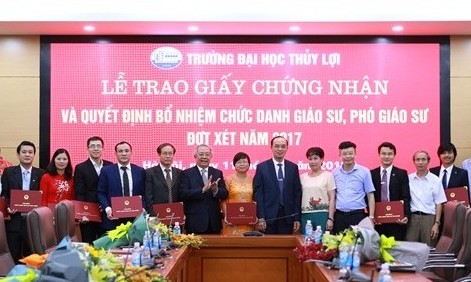 TRƯỜNG ĐẠI HỌC THỦY LỢI
LỄ TRAO GIẤY CHỨNG NHẬN
VÀ QUYẾT ĐỊNH BỔ NHIỆM CHỨC DANH GIÁO SƯ, PHÓ GIÁO SƯ
ĐỢT XÉT NĂM 2017